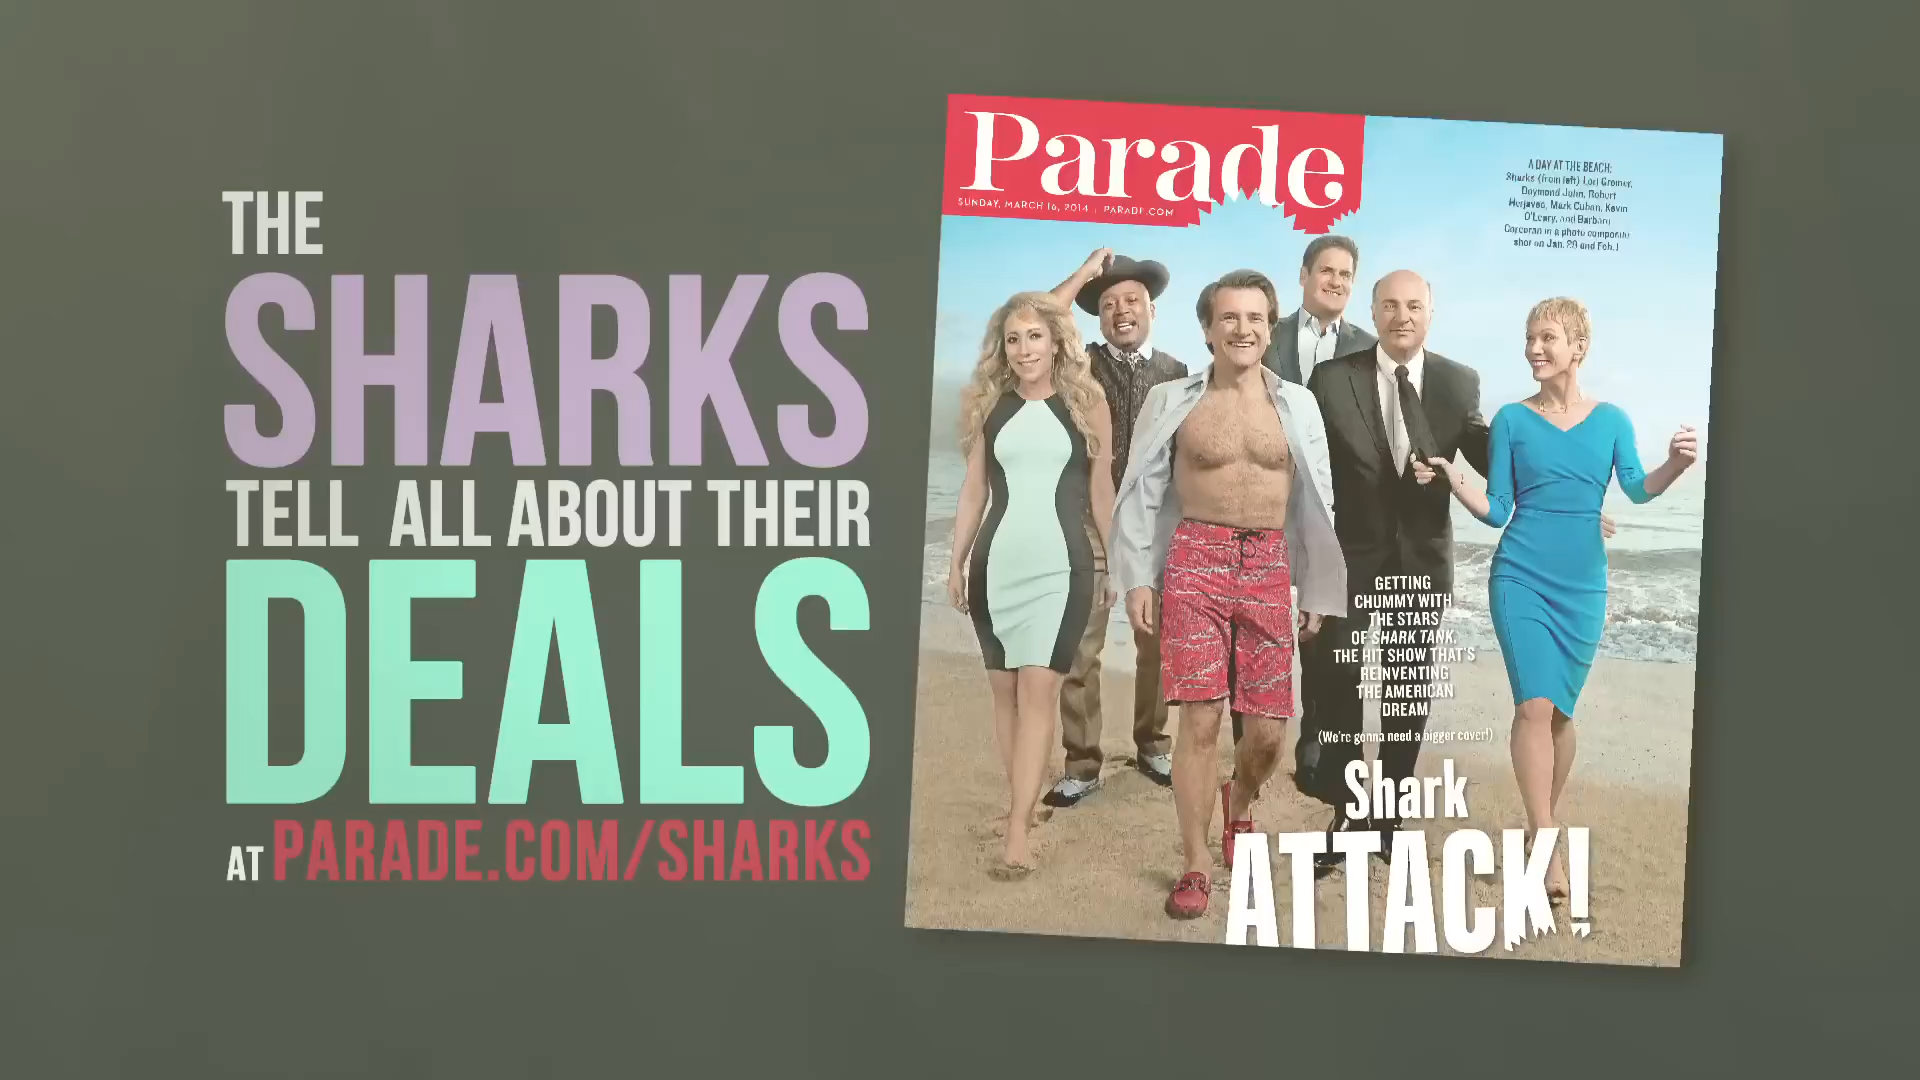 THE
SHARKS
TELL ALL ABOUT THEIR
DEALS
AT PARADE.COM/SHARKS
Parade
SUNDAY, MARCH 16, 2014 | PARADE.COM
A DAY AT THE BEACH:
Sharks (from left) Lori Greiner,
Daymond John, Robert
Herjavec, Mark Cuban, Kevin
O'Leary, and Barbara
Corcoran in a photo composite
shot on Jan. 29 and Feb. 1
GETTING
CHUMMY WITH
THE STARS
OF SHARK TANK,
THE HIT SHOW THAT'S
REINVENTING
THE AMERICAN
DREAM
(We're gonna need a bigger cover!)
Shark
ATTACK!